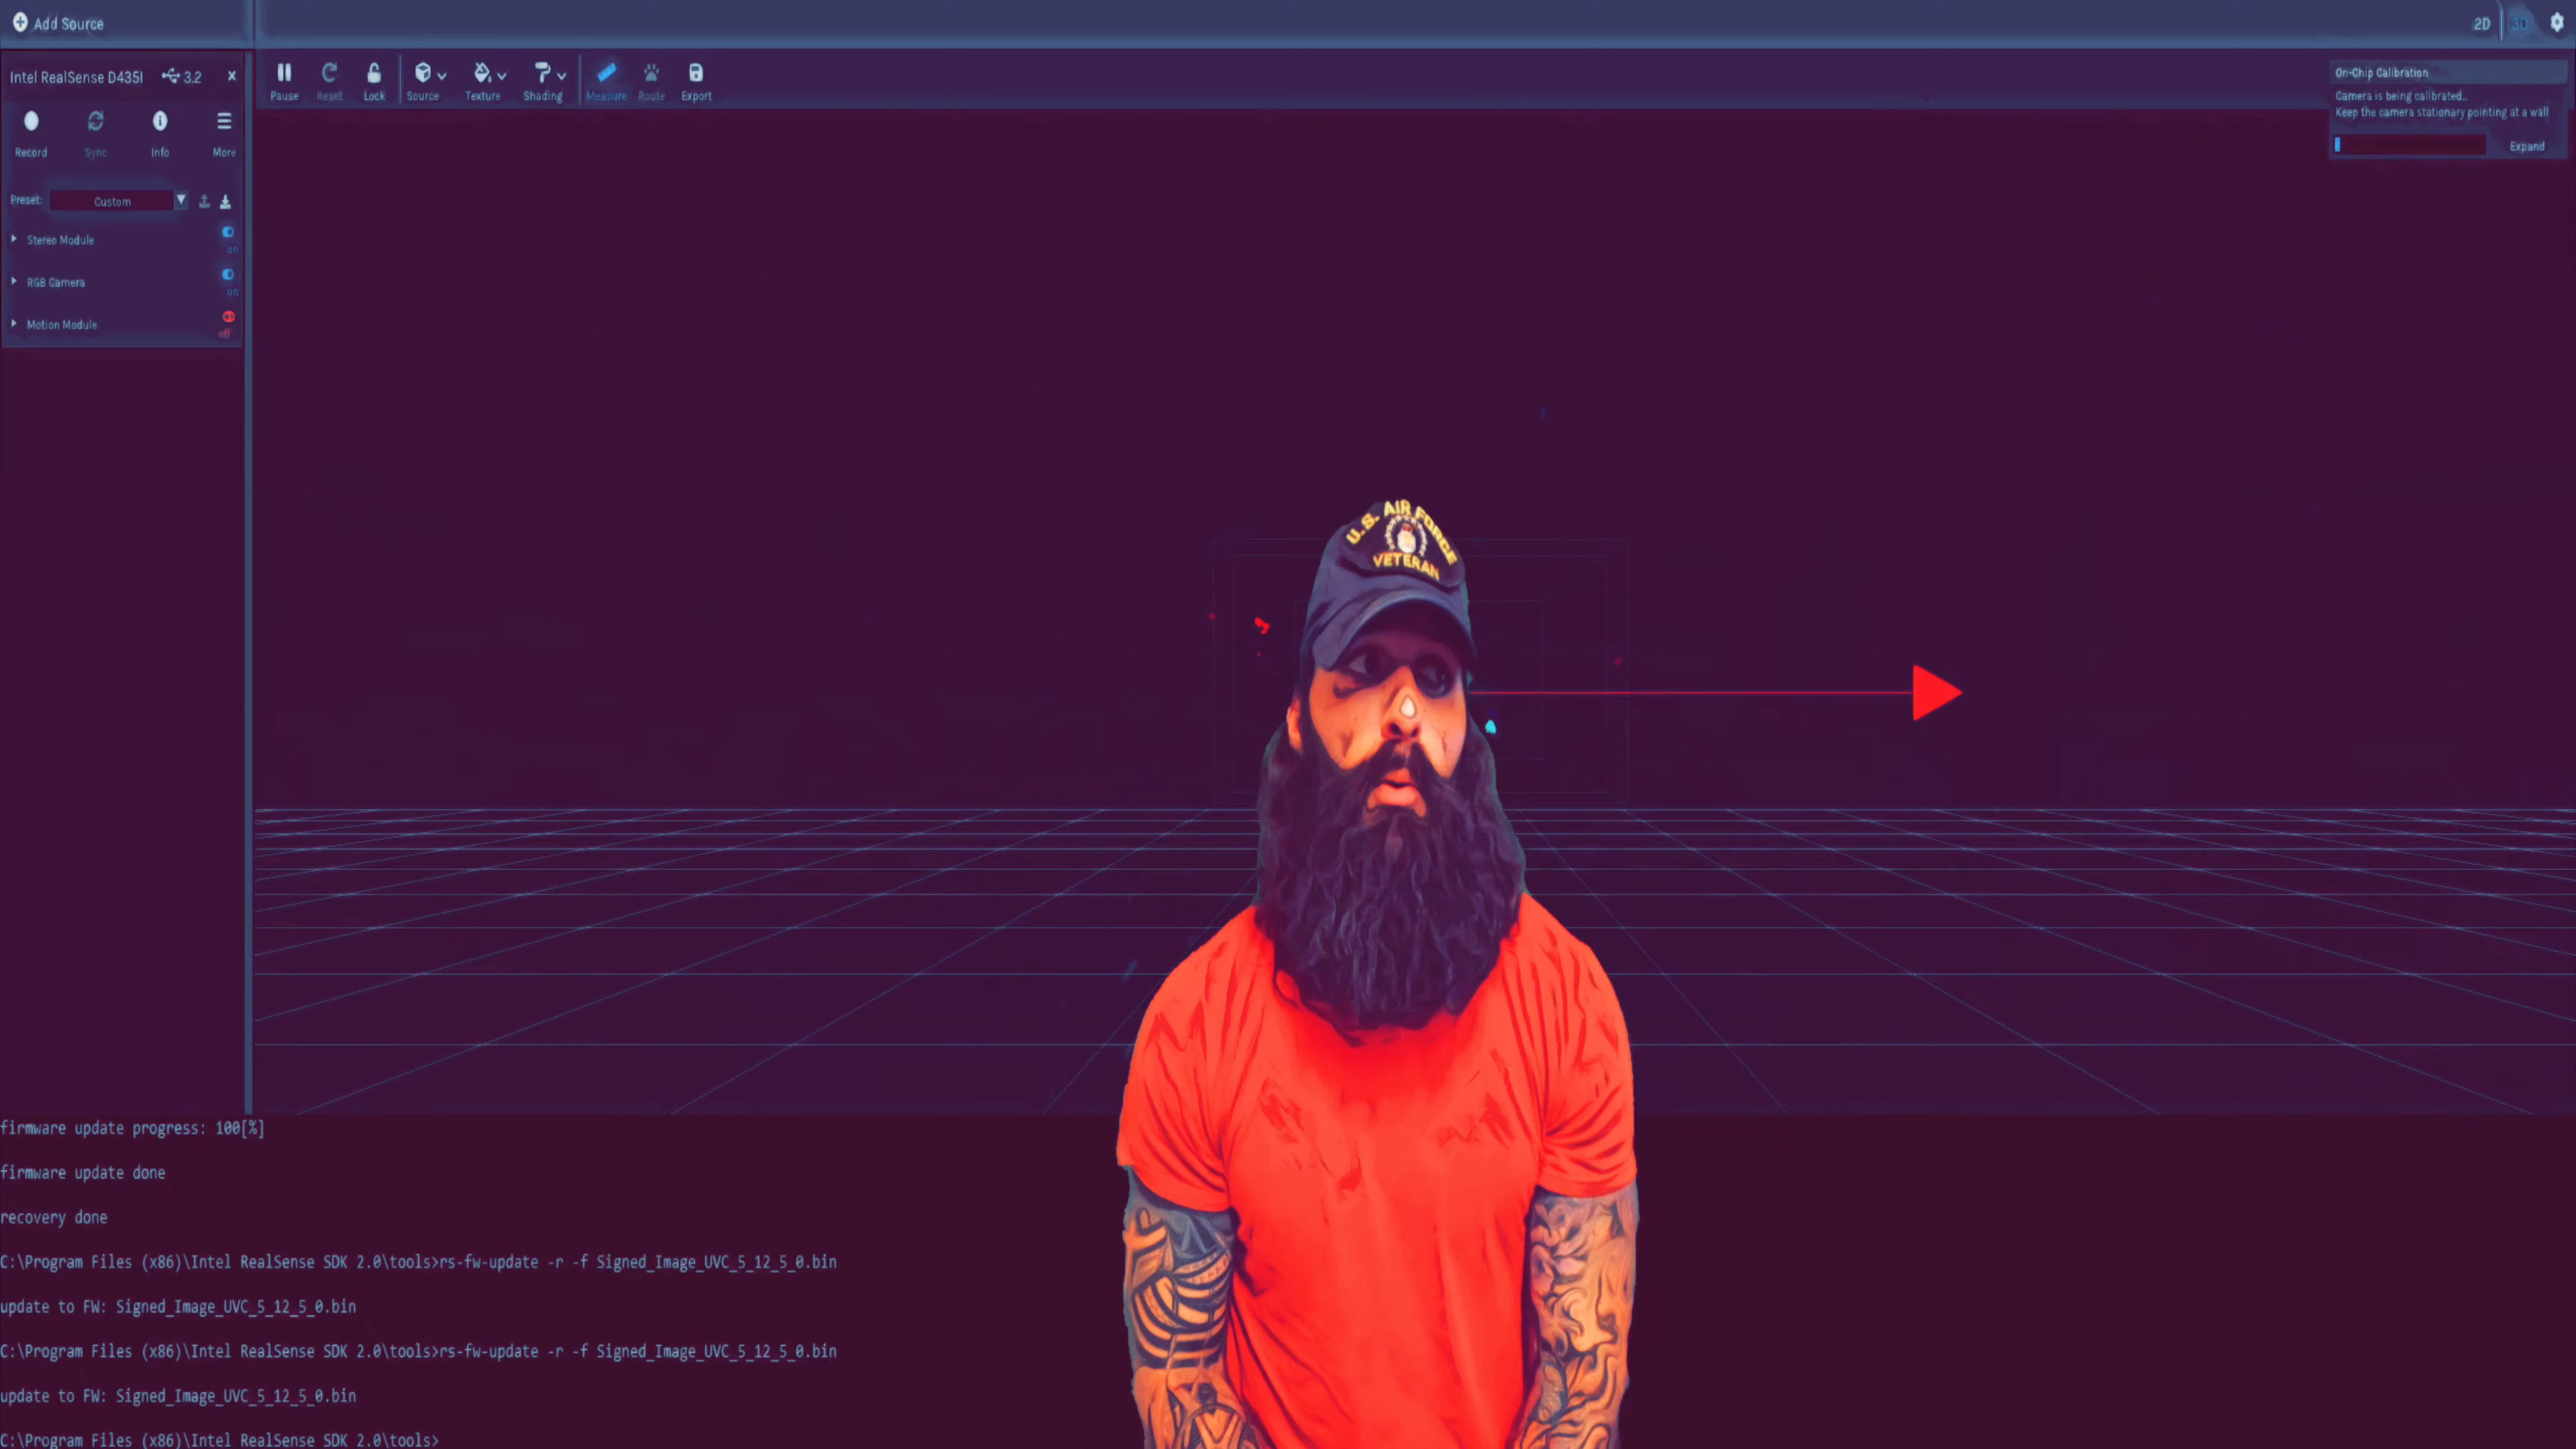 Add Source
2D 3D
Intel RealSense D435I 3.2 x
Record Sync Info More
Preset: Custom
Stereo Module
on
RGB Camera
on
Motion Module
off
Pause Reset Lock Source Texture Shading Measure Route Export
On-Chip Calibration
Camera is being calibrated...
Keep the camera stationary pointing at a wall
Expand
U.S. AIR FORCE
VETERAN
firmware update progress: 100[%]
firmware update done
recovery done
C:\Program Files (x86)\Intel RealSense SDK 2.0\tools>rs-fw-update -r -f Signed_Image_UVC_5_12_5_0.bin
update to FW: Signed_Image_UVC_5_12_5_0.bin
C:\Program Files (x86)\Intel RealSense SDK 2.0\tools>rs-fw-update -r -f Signed_Image_UVC_5_12_5_0.bin
update to FW: Signed_Image_UVC_5_12_5_0.bin
C:\Program Files (x86)\Intel RealSense SDK 2.0\tools>